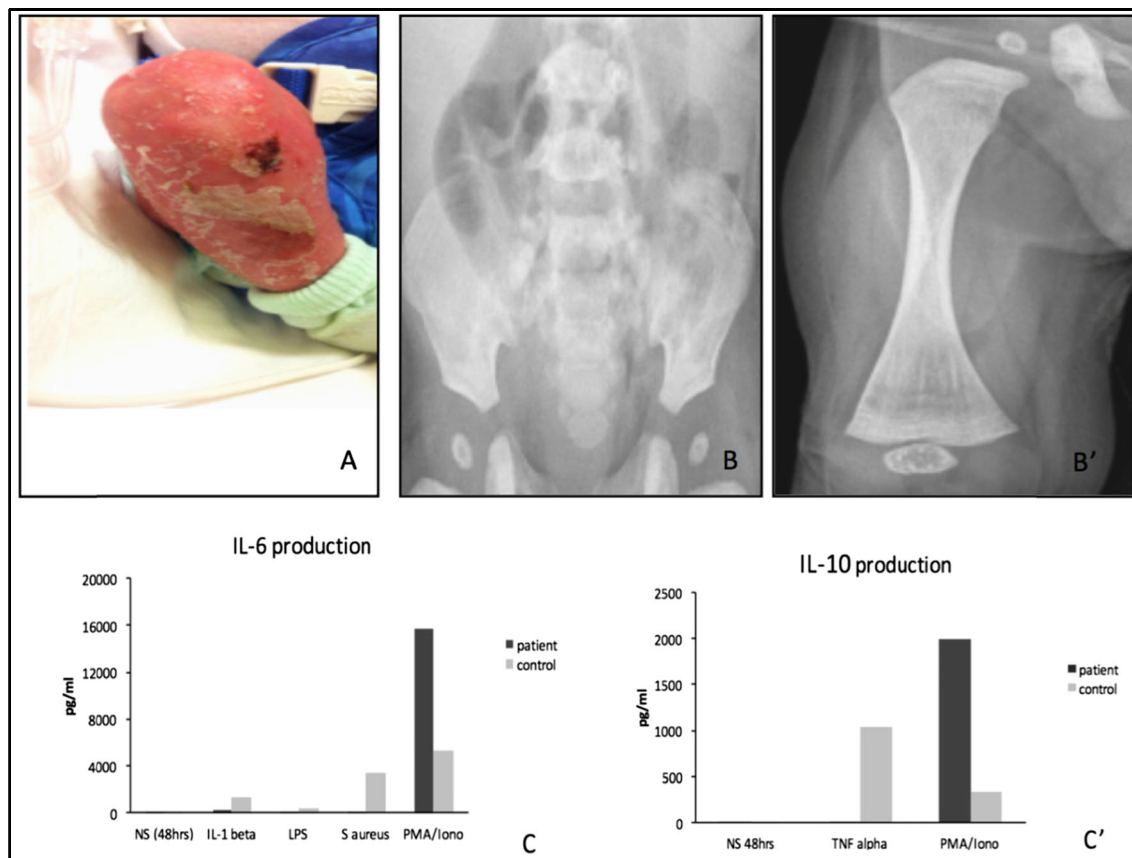 A
B
B′
IL-6 production
20000
16000
12000
8000
4000
0
pg/ml
NS (48hrs)
IL-1 beta
LPS
S aureus
PMA/Iono
patient
control
C
IL-10 production
2500
2000
1500
1000
500
0
pg/ml
NS 48hrs
TNF alpha
PMA/Iono
patient
control
C′